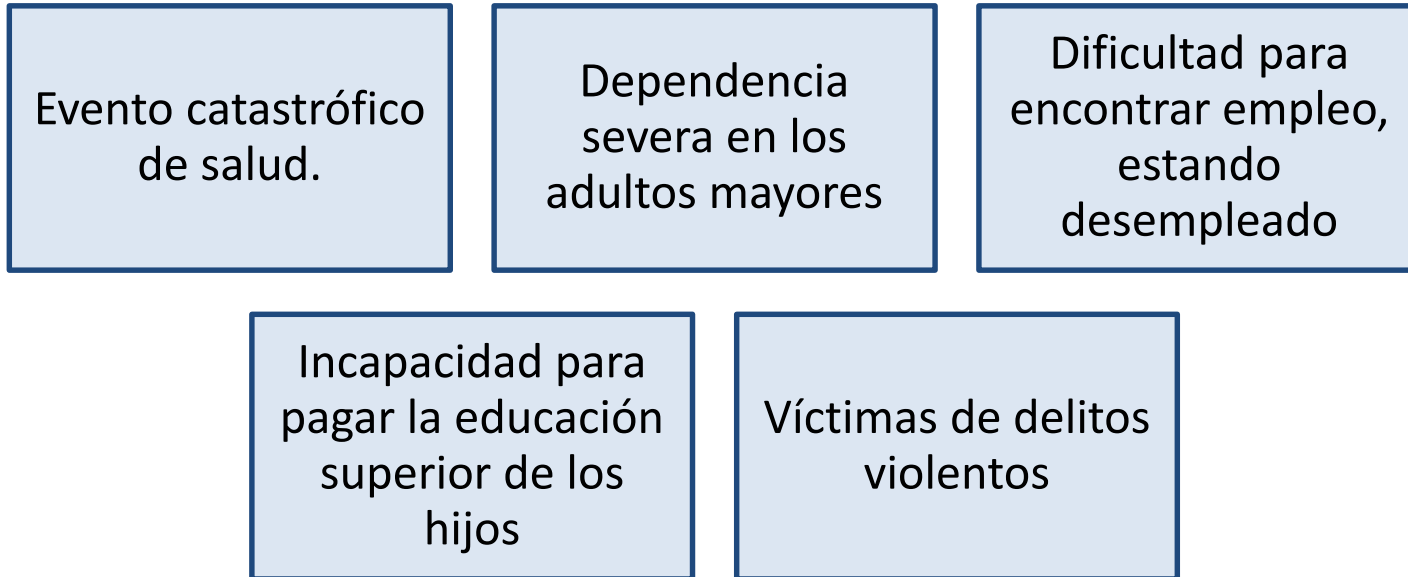 Evento catastrófico
de salud.
Dependencia
severa en los
adultos mayores
Dificultad para
encontrar empleo,
estando
desempleado
Incapacidad para
pagar la educación
superior de los
hijos
Víctimas de delitos
violentos